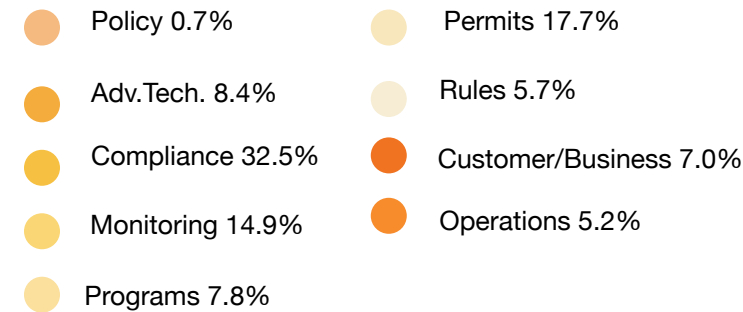 Policy 0.7%
Adv.Tech. 8.4%
Compliance 32.5%
Monitoring 14.9%
Programs 7.8%
Permits 17.7%
Rules 5.7%
Customer/Business 7.0%
Operations 5.2%